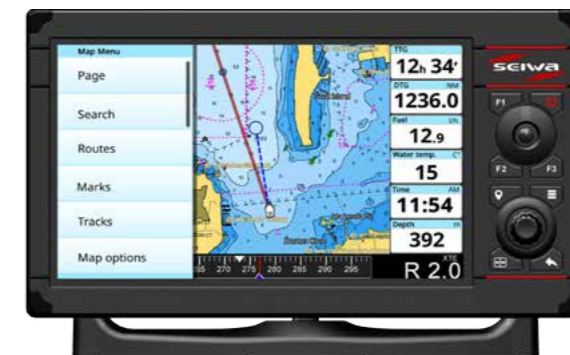 Map Menu
Page
Search
Routes
Marks
Tracks
Map options
TTG
12h 34'
DTG NM
1236.0
Fuel l/h
12.9
Water temp. C°
15
Time AM
11:54
Depth m
392
XTE
R 2.0
270 275 280 285 290 295
seiwa
F1
F2 F3